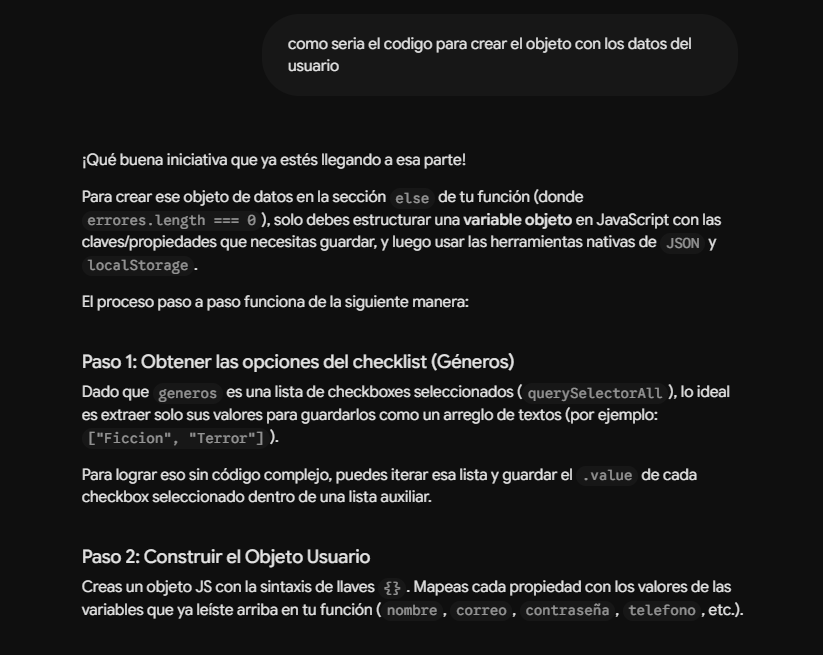 como seria el codigo para crear el objeto con los datos del
usuario
¡Qué buena iniciativa que ya estés llegando a esa parte!
Para crear ese objeto de datos en la sección else de tu función (donde
errores.length === 0 ), solo debes estructurar una variable objeto en JavaScript con las
claves/propiedades que necesitas guardar, y luego usar las herramientas nativas de JSON y
localStorage .
El proceso paso a paso funciona de la siguiente manera:
Paso 1: Obtener las opciones del checklist (Géneros)
Dado que generos es una lista de checkboxes seleccionados ( querySelectorAll ), lo ideal
es extraer solo sus valores para guardarlos como un arreglo de textos (por ejemplo:
["Ficcion", "Terror"] ).
Para lograr eso sin código complejo, puedes iterar esa lista y guardar el .value de cada
checkbox seleccionado dentro de una lista auxiliar.
Paso 2: Construir el Objeto Usuario
Creas un objeto JS con la sintaxis de llaves {} . Mapeas cada propiedad con los valores de las
variables que ya leíste arriba en tu función ( nombre , correo , contraseña , telefono , etc.).